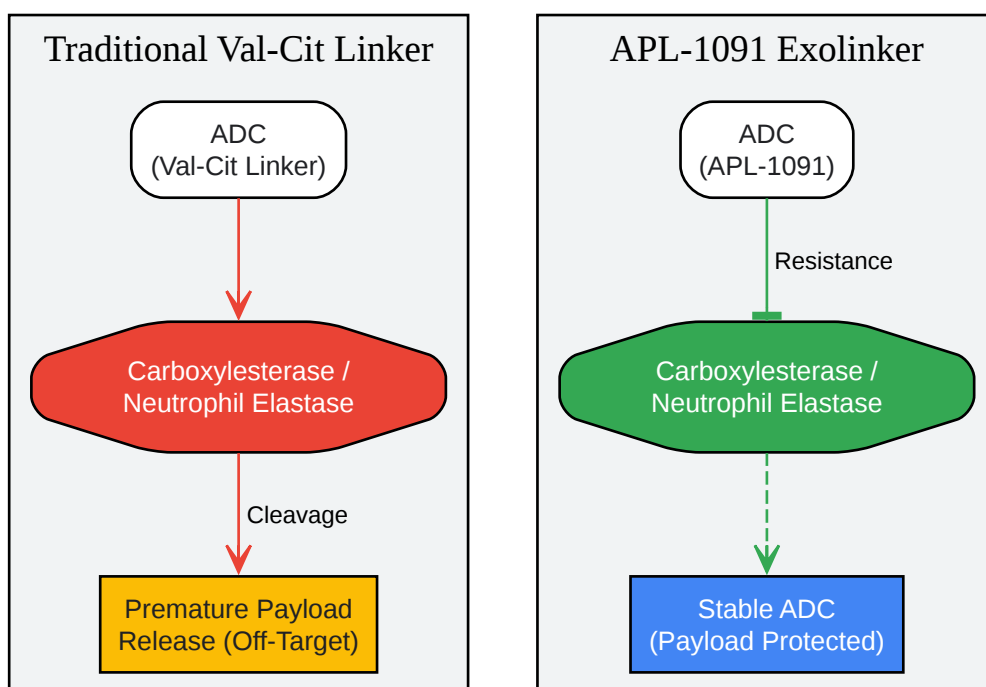 Traditional Val-Cit Linker
ADC
(Val-Cit Linker)
Carboxylesterase /
Neutrophil Elastase
Cleavage
Premature Payload
Release (Off-Target)
APL-1091 Exolinker
ADC
(APL-1091)
Resistance
Carboxylesterase /
Neutrophil Elastase
Stable ADC
(Payload Protected)